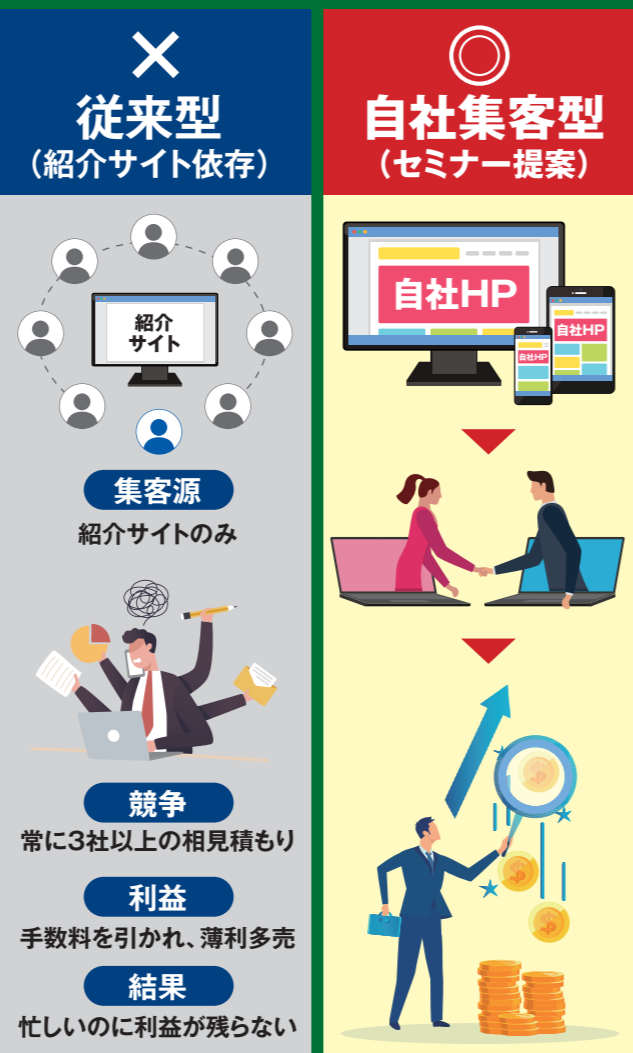 従来型
（紹介サイト依存）
紹介
サイト
集客源
紹介サイトのみ
競争
常に3社以上の相見積もり
利益
手数料を引かれ、薄利多売
結果
忙しいのに利益が残らない
自社集客型
（セミナー提案）
自社HP
自社HP
自社HP